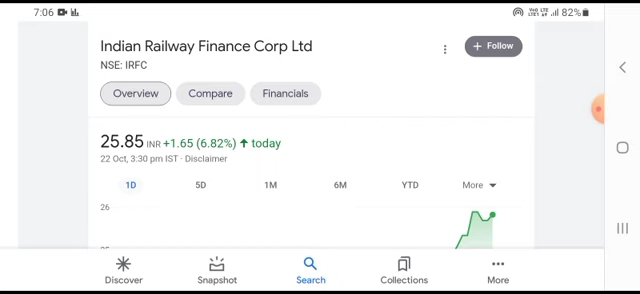 7:06
82%
Indian Railway Finance Corp Ltd
+ Follow
NSE: IRFC
Overview Compare Financials
25.85 INR +1.65 (6.82%) ↑ today
22 Oct, 3:30 pm IST · Disclaimer
1D 5D 1M 6M YTD More
26
Discover Snapshot Search Collections More